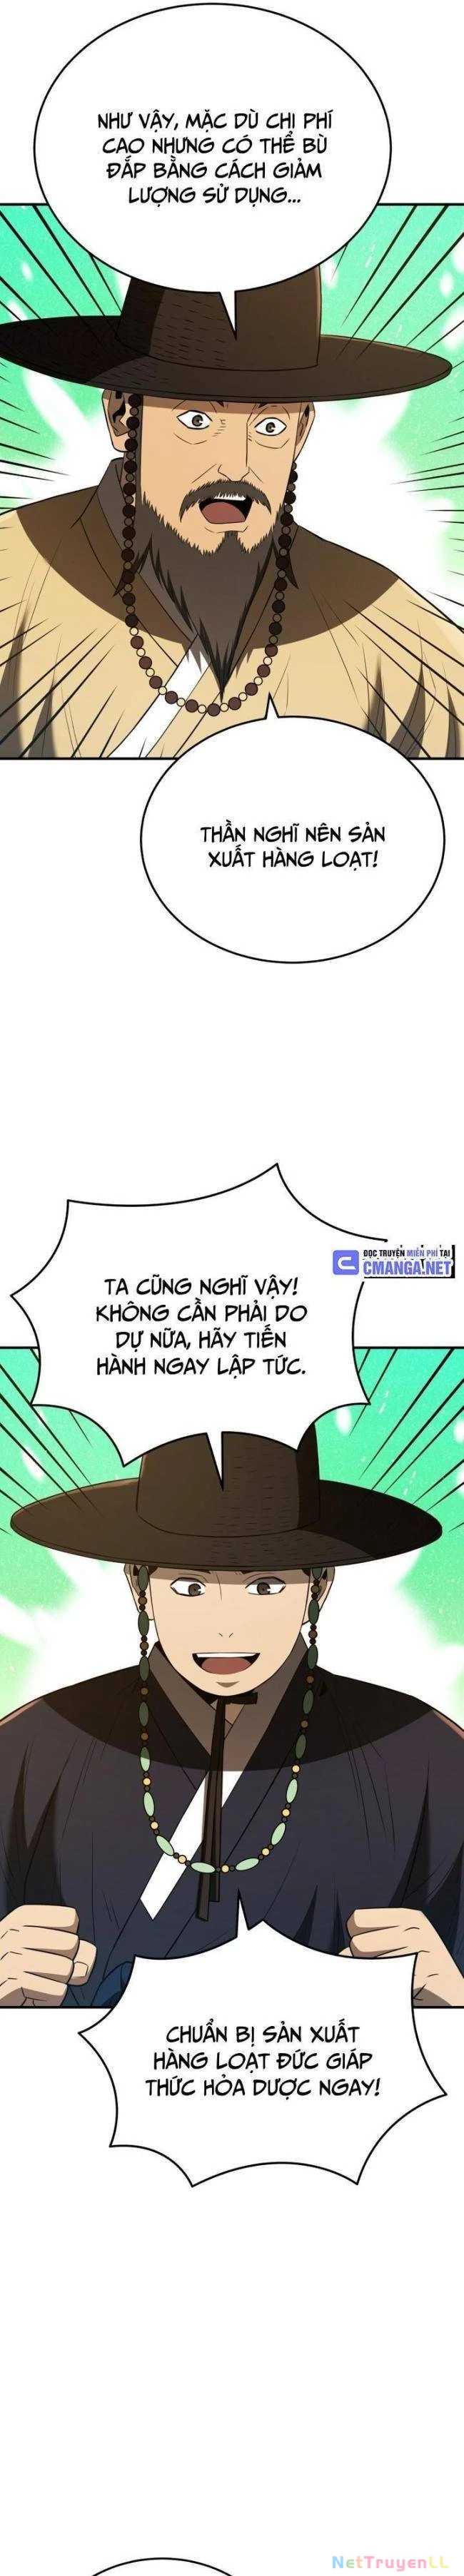 NHƯ VẬY, MẶC DÙ CHI PHÍ
CAO NHƯNG CÓ THỂ BÙ
ĐẮP BẰNG CÁCH GIẢM
LƯỢNG SỬ DỤNG...
THẦN NGHĨ NÊN SẢN
XUẤT HÀNG LOẠT!
ĐỌC TRUYỆN MIỄN PHÍ TẠI
CMANGA.NET
TA CŨNG NGHĨ VẬY!
KHÔNG CẦN PHẢI DO
DỰ NỮA, HÃY TIẾN
HÀNH NGAY LẬP TỨC.
CHUẨN BỊ SẢN XUẤT
HÀNG LOẠT ĐỨC GIÁP
THỨC HỎA DƯỢC NGAY!
NetTruyenLL